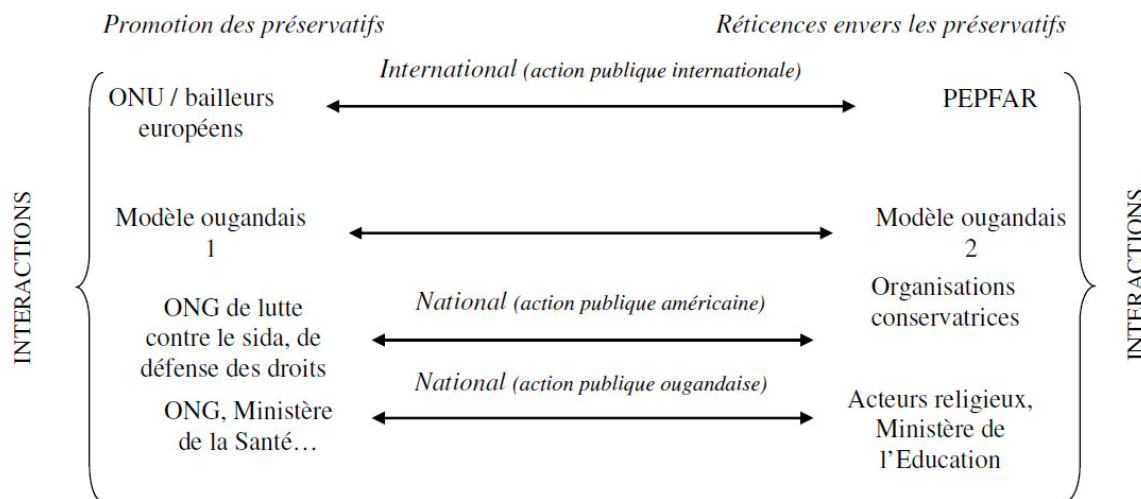 Promotion des préservatifs
Réticences envers les préservatifs
International (action publique internationale)
ONU / bailleurs
européens
PEPFAR
Modèle ougandais
1
Modèle ougandais
2
National (action publique américaine)
ONG de lutte
contre le sida, de
défense des droits
Organisations
conservatrices
National (action publique ougandaise)
ONG, Ministère
de la Santé…
Acteurs religieux,
Ministère de
l’Education
INTERACTIONS
INTERACTIONS